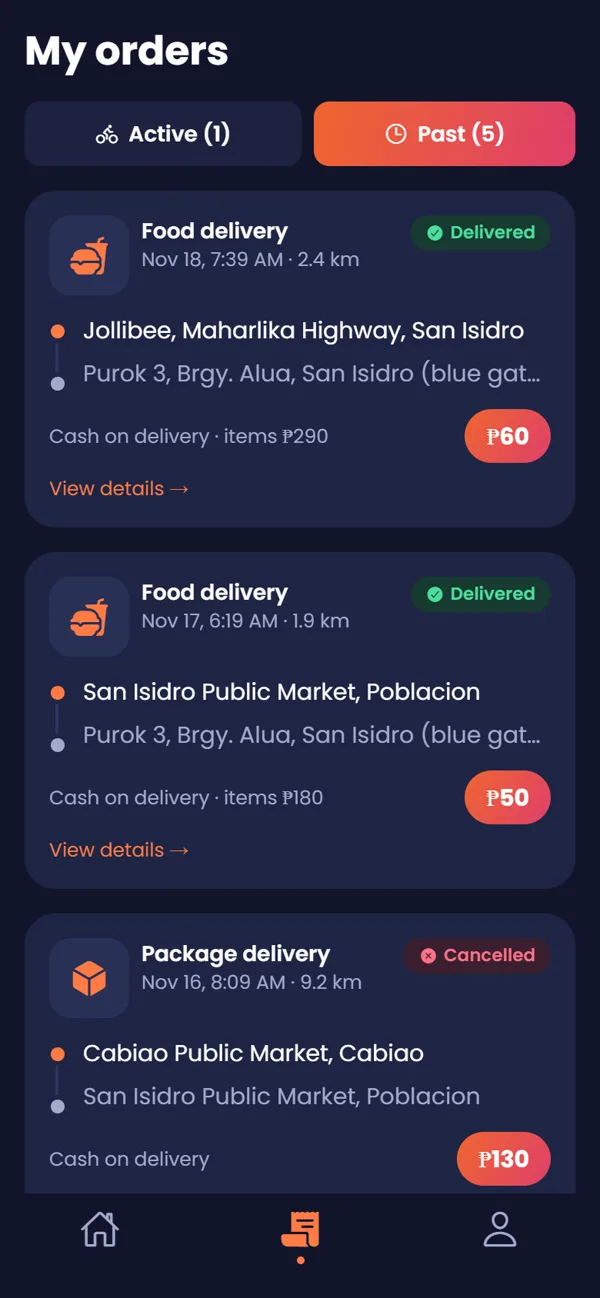 My orders
Active (1)
Past (5)
Food delivery
Delivered
Nov 18, 7:39 AM · 2.4 km
Jollibee, Maharlika Highway, San Isidro
Purok 3, Brgy. Alua, San Isidro (blue gat...
Cash on delivery · items ₱290
₱60
View details →
Food delivery
Delivered
Nov 17, 6:19 AM · 1.9 km
San Isidro Public Market, Poblacion
Purok 3, Brgy. Alua, San Isidro (blue gat...
Cash on delivery · items ₱180
₱50
View details →
Package delivery
Cancelled
Nov 16, 8:09 AM · 9.2 km
Cabiao Public Market, Cabiao
San Isidro Public Market, Poblacion
Cash on delivery
₱130